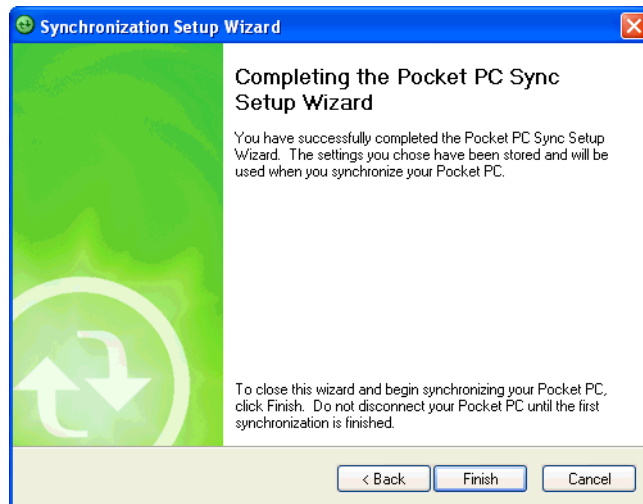 Synchronization Setup Wizard
Completing the Pocket PC Sync
Setup Wizard
You have successfully completed the Pocket PC Sync Setup
Wizard. The settings you chose have been stored and will be
used when you synchronize your Pocket PC.
To close this wizard and begin synchronizing your Pocket PC,
click Finish. Do not disconnect your Pocket PC until the first
synchronization is finished.
< Back Finish Cancel